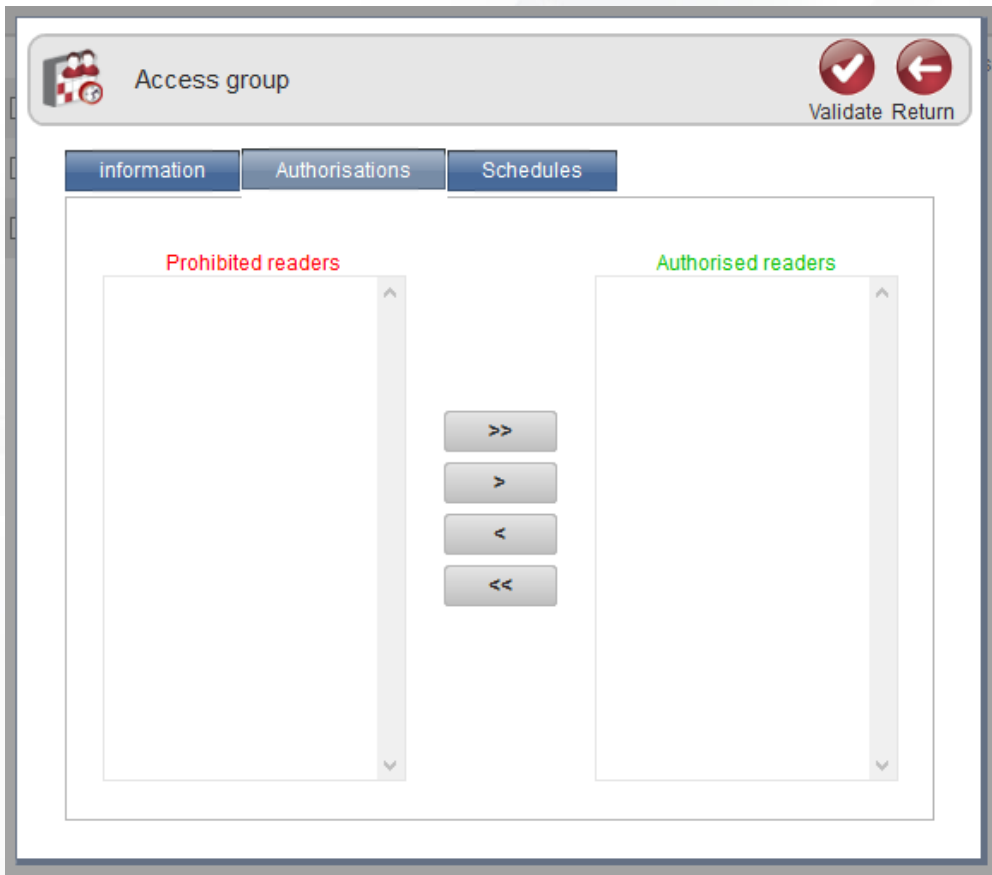 Access group
Validate Return
information Authorisations Schedules
Prohibited readers Authorised readers
>>
>
<
<<